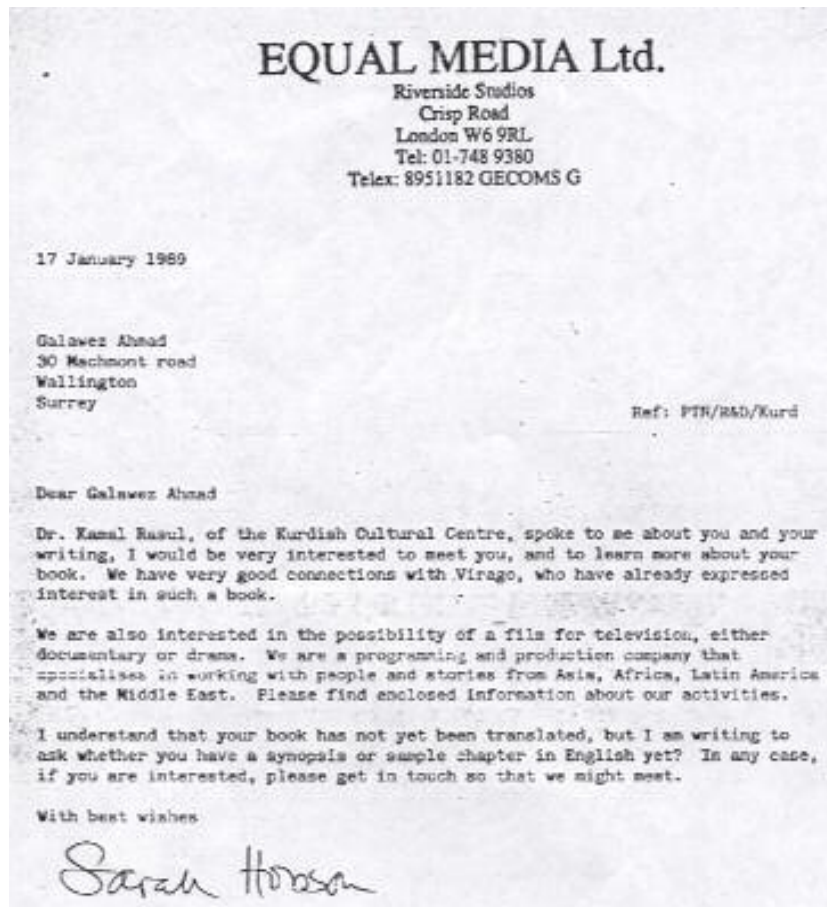 EQUAL MEDIA Ltd.
Riverside Studios
Crisp Road
London W6 9RL
Tel: 01-748 9380
Telex: 8951182 GECOMS G
17 January 1989
Galawez Ahmad
30 Machmont road
Wallington
Surrey
Ref: PTN/R&D/Kurd
Dear Galawez Ahmad
Dr. Kamal Rasul, of the Kurdish Cultural Centre, spoke to me about you and your
writing, I would be very interested to meet you, and to learn more about your
book. We have very good connections with Virago, who have already expressed
interest in such a book.
We are also interested in the possibility of a film for television, either
documentary or drama. We are a programming and production company that
specialises in working with people and stories from Asia, Africa, Latin America
and the Middle East. Please find enclosed information about our activities.
I understand that your book has not yet been translated, but I am writing to
ask whether you have a synopsis or sample chapter in English yet? In any case,
if you are interested, please get in touch so that we might meet.
With best wishes
Sarah Hobson